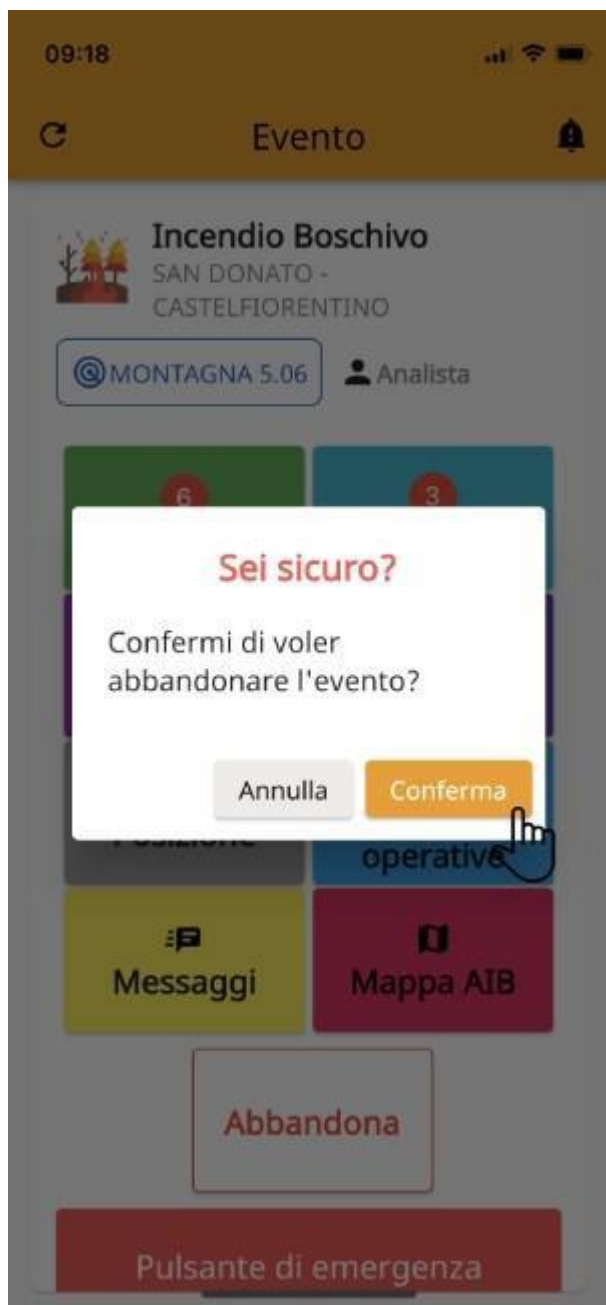 09:18
Evento
Incendio Boschivo
SAN DONATO -
CASTELFIORENTINO
MONTAGNA 5.06
Analista
6
3
Sei sicuro?
Confermi di voler
abbandonare l'evento?
Annulla
Conferma
Posizione
operative
Messaggi
Mappa AIB
Abbandona
Pulsante di emergenza